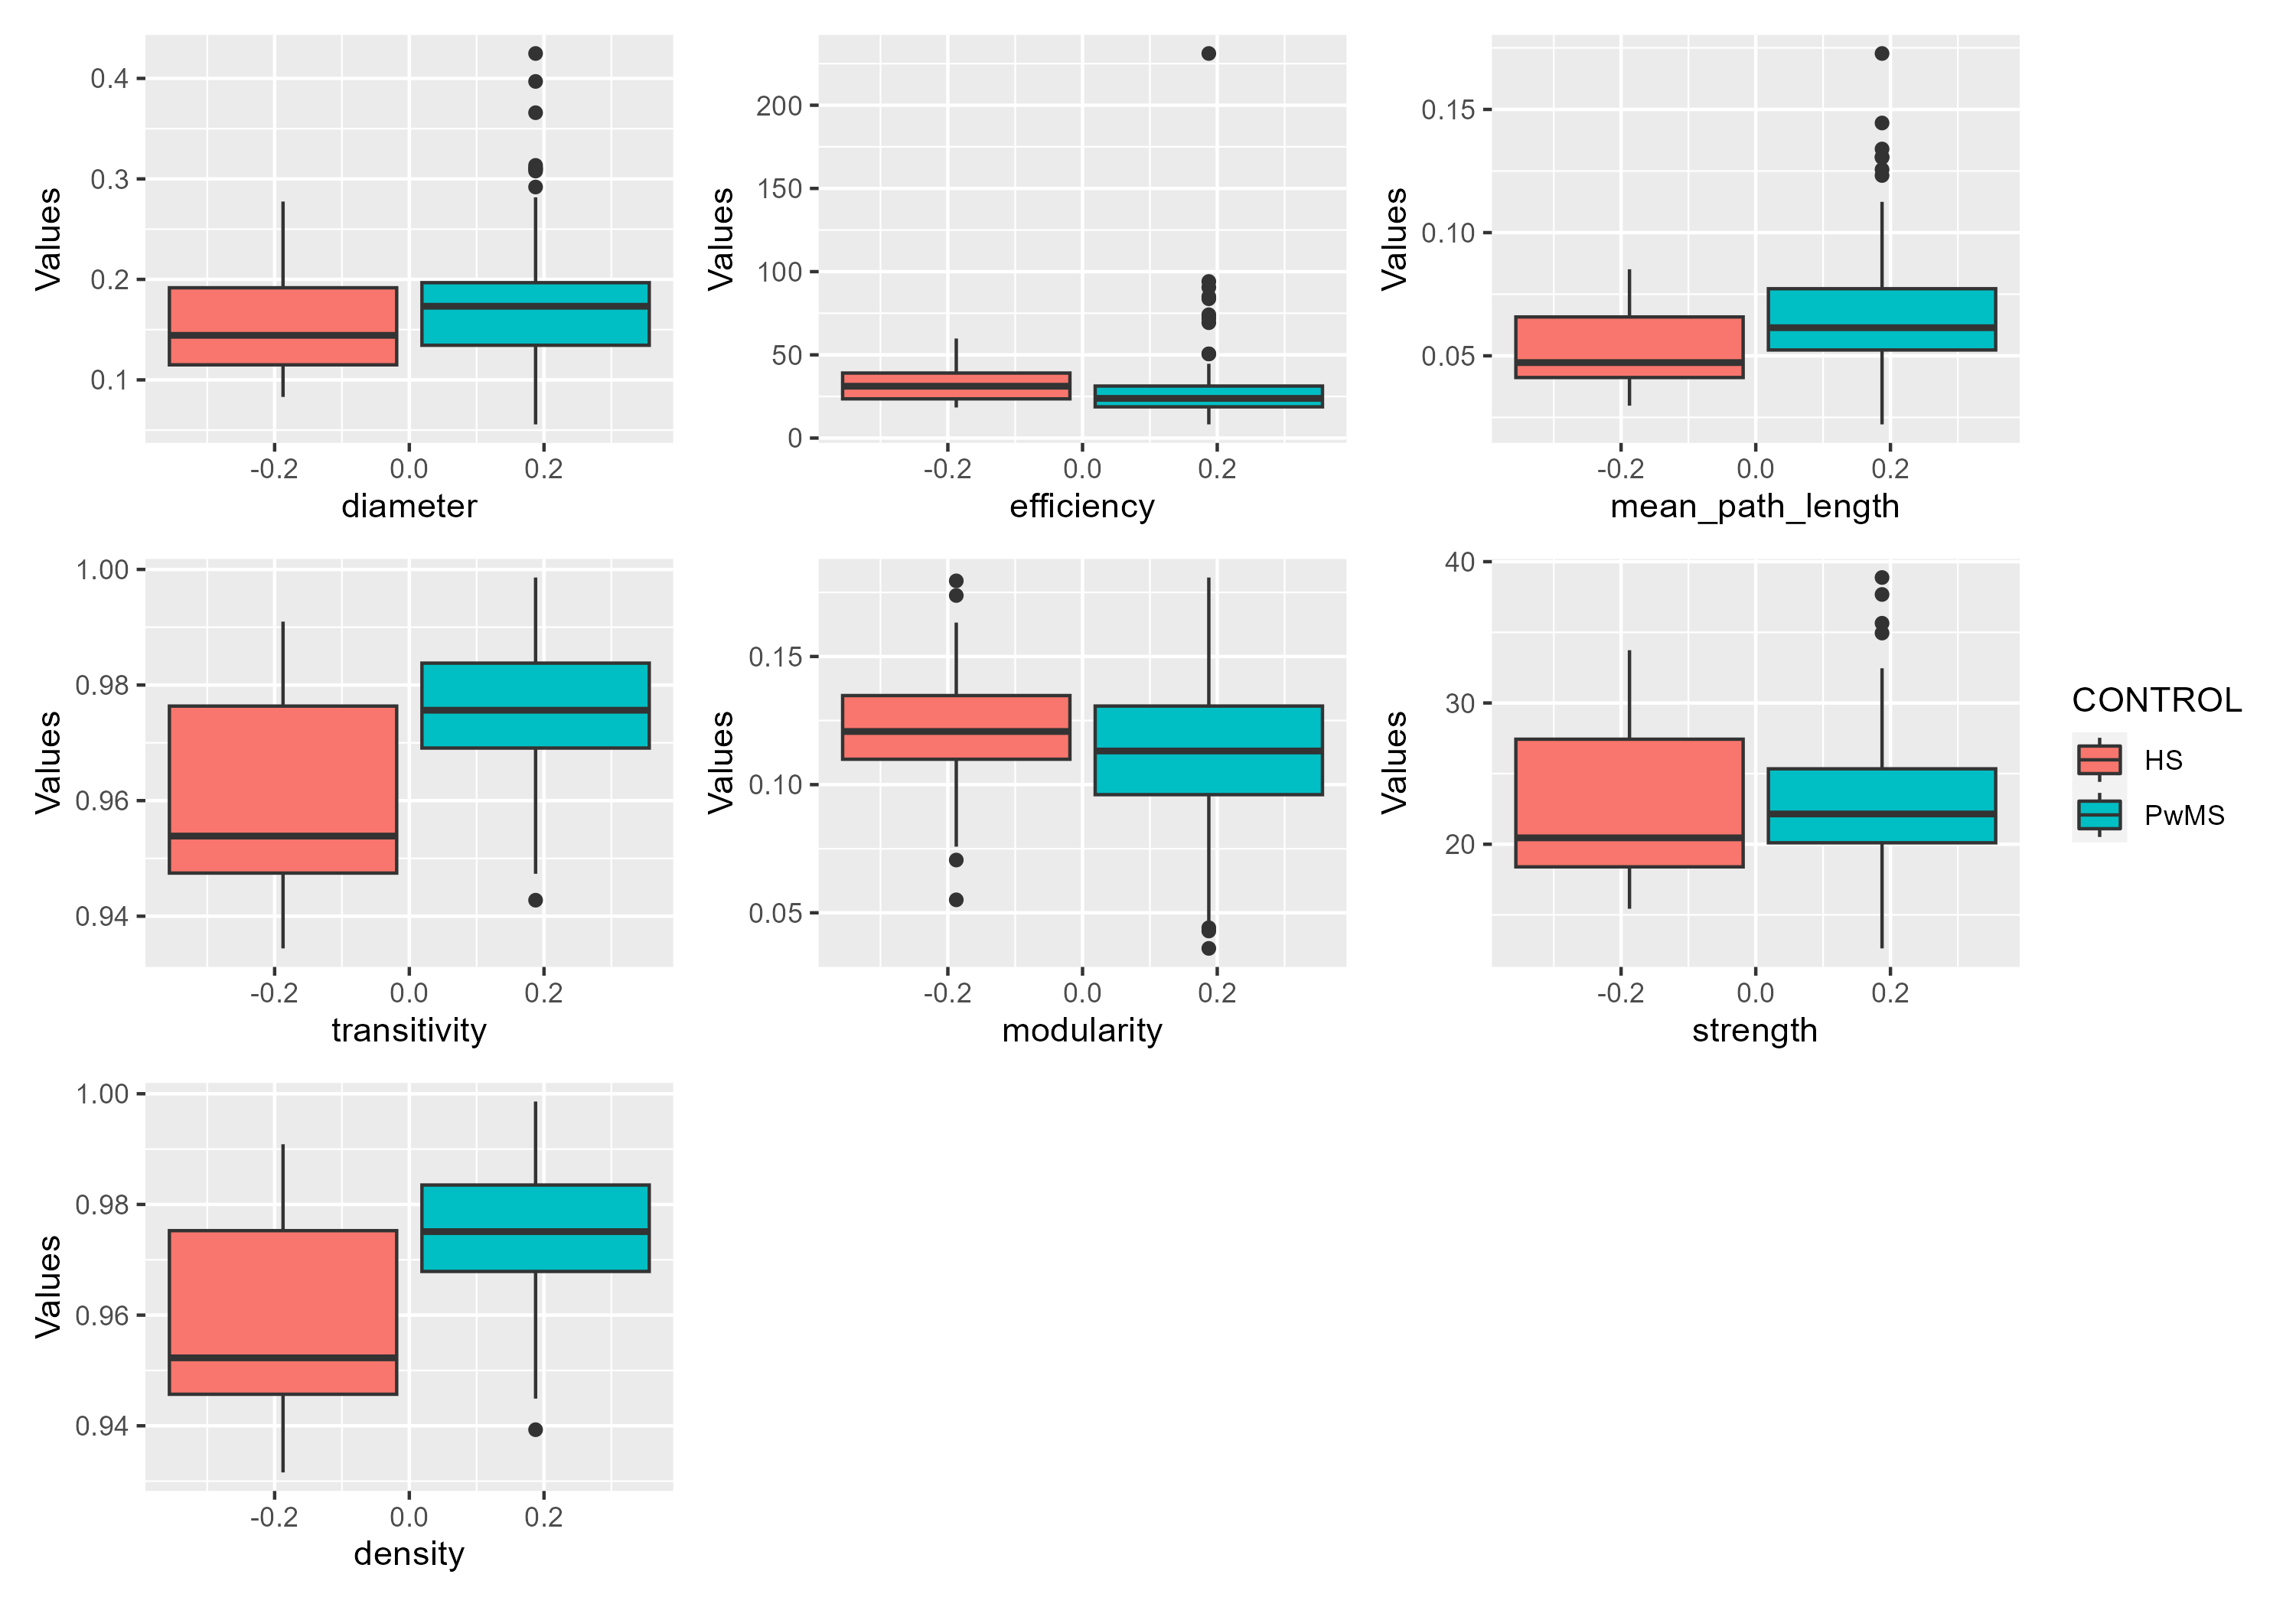 Values
0.4
0.3
0.2
0.1
-0.2 0.0 0.2
diameter
Values
200
150
100
50
0
-0.2 0.0 0.2
efficiency
Values
0.15
0.10
0.05
-0.2 0.0 0.2
mean_path_length
Values
1.00
0.98
0.96
0.94
-0.2 0.0 0.2
transitivity
Values
0.15
0.10
0.05
-0.2 0.0 0.2
modularity
Values
40
30
20
-0.2 0.0 0.2
strength
CONTROL
HS
PwMS
Values
1.00
0.98
0.96
0.94
-0.2 0.0 0.2
density